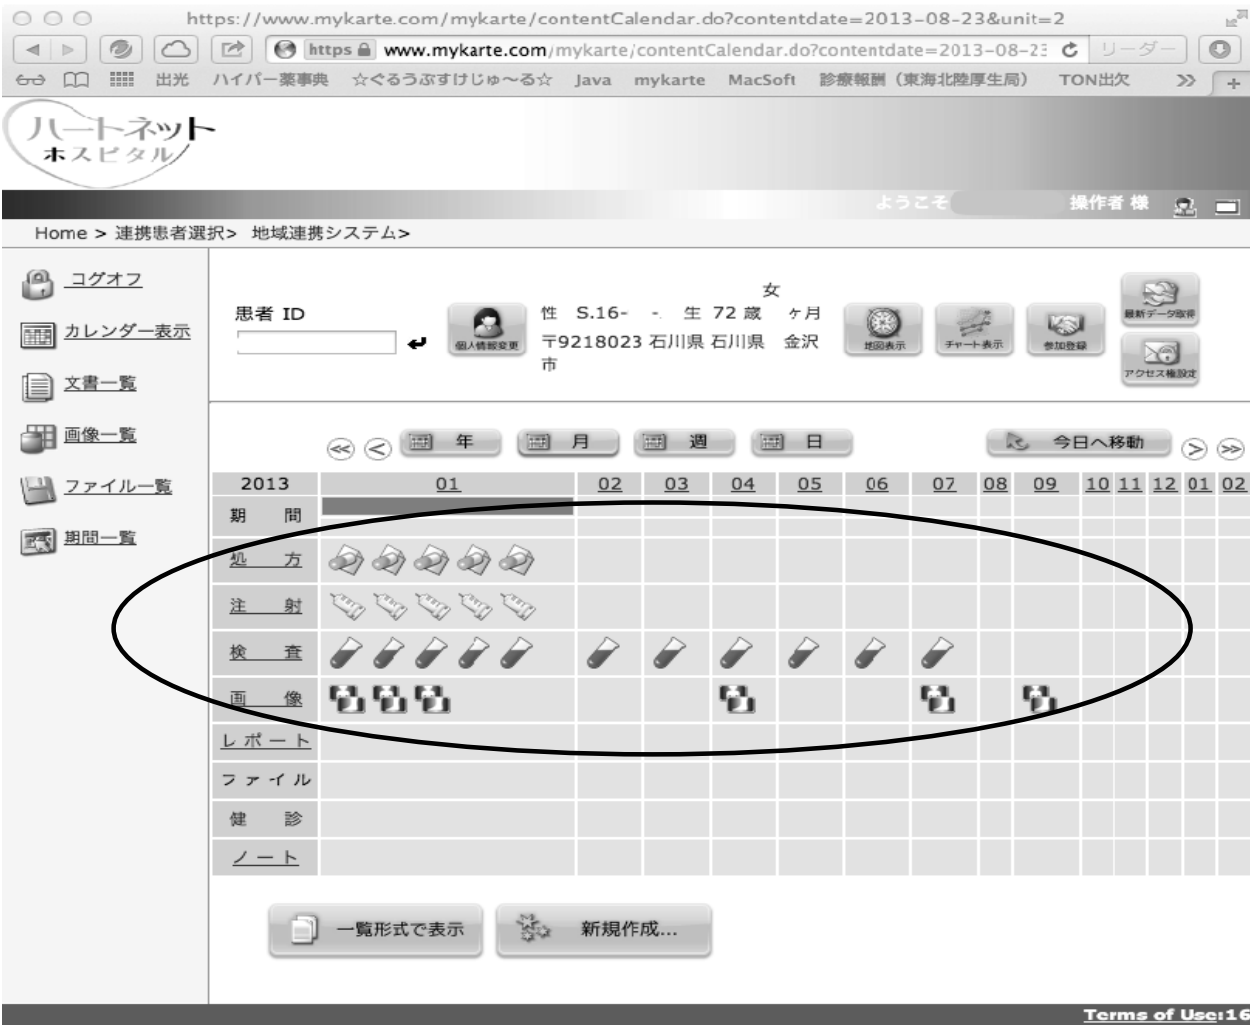 https://www.mykarte.com/mykarte/contentCalendar.do?contentdate=2013-08-23&unit=2
https www.mykarte.com/mykarte/contentCalendar.do?contentdate=2013-08-23 リーダー
出光 ハイパー薬事典 ☆ぐるうぶすけじゅ〜る☆ Java mykarte MacSoft 診療報酬（東海北陸厚生局） TON出欠 >> +
ハートネット
ホスピタル
ようこそ 操作者 様
Home > 連携患者選択> 地域連携システム>
コグオフ
カレンダー表示
文書一覧
画像一覧
ファイル一覧
期間一覧
患者 ID
個人情報変更
女
性 S.16- -. 生 72 歳 ヶ月
〒9218023 石川県 石川県 金沢
市
地図表示
チャート表示
参加登録
最新データ取得
アクセス権設定
<< < 年 月 週 日 今日へ移動 > >>
2013 01 02 03 04 05 06 07 08 09 10 11 12 01 02
期 間
処 方
注 射
検 査
画 像
レポート
ファイル
健 診
ノート
一覧形式で表示 新規作成...
Terms of Use:16